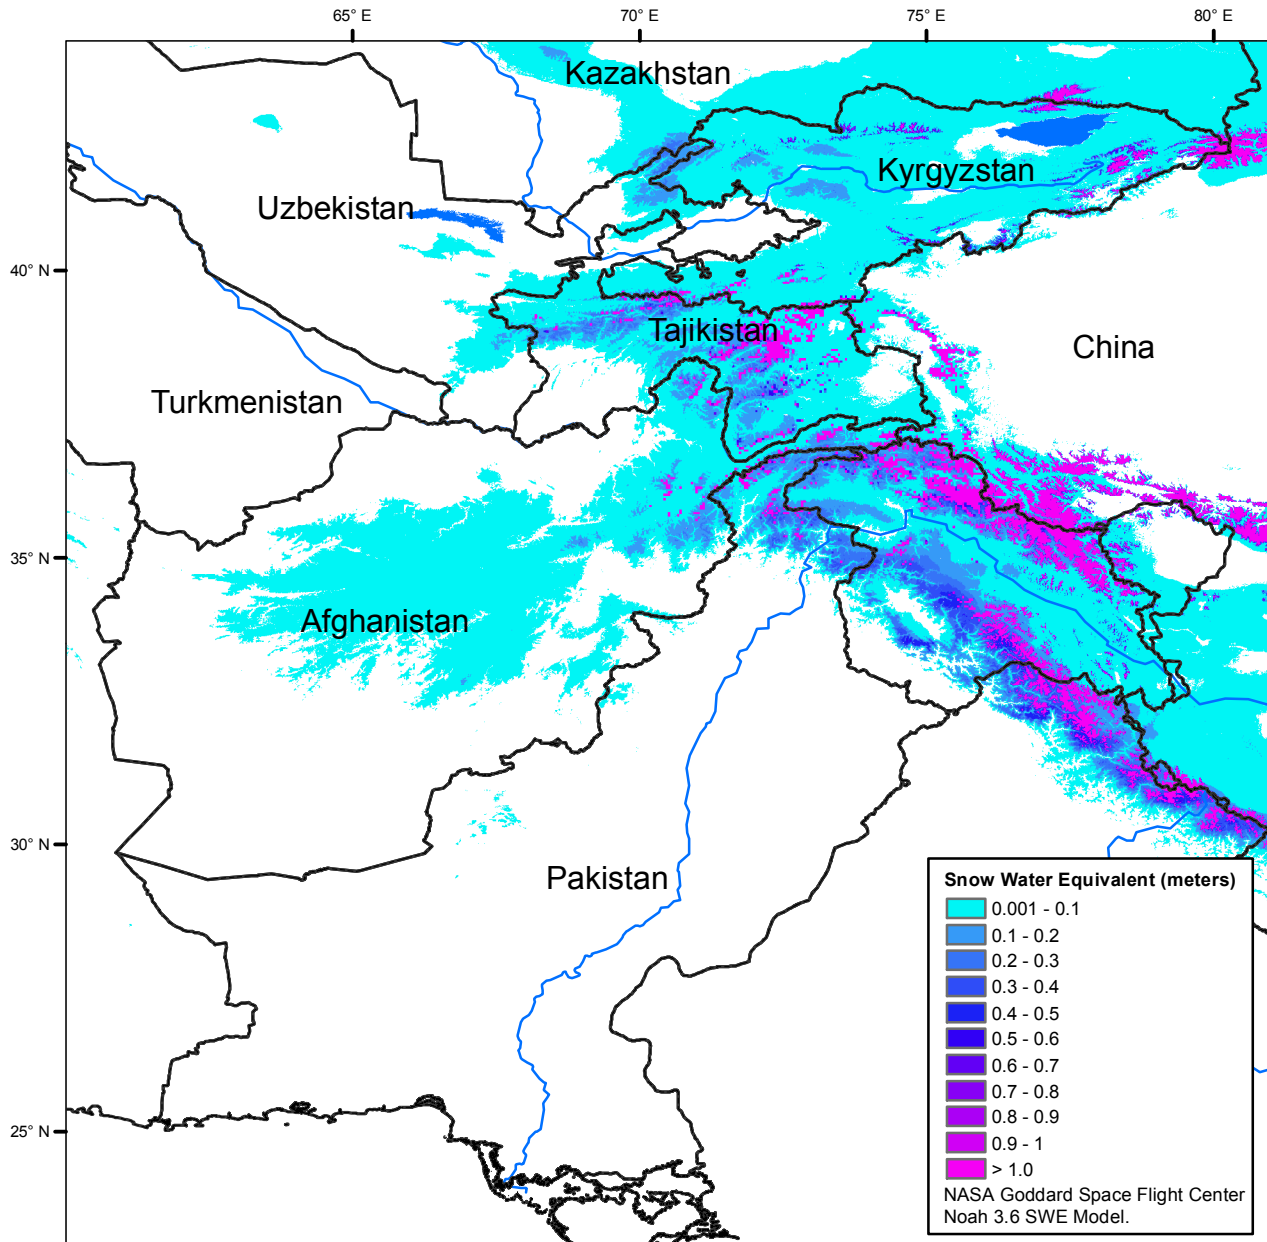 65° E
70° E
75° E
80° E
Kazakhstan
Kyrgyzstan
Uzbekistan
40° N
Tajikistan
China
Turkmenistan
35° N
Afghanistan
30° N
Pakistan
25° N
Snow Water Equivalent (meters)
0.001 - 0.1
0.1 - 0.2
0.2 - 0.3
0.3 - 0.4
0.4 - 0.5
0.5 - 0.6
0.6 - 0.7
0.7 - 0.8
0.8 - 0.9
0.9 - 1
> 1.0
NASA Goddard Space Flight Center
Noah 3.6 SWE Model.